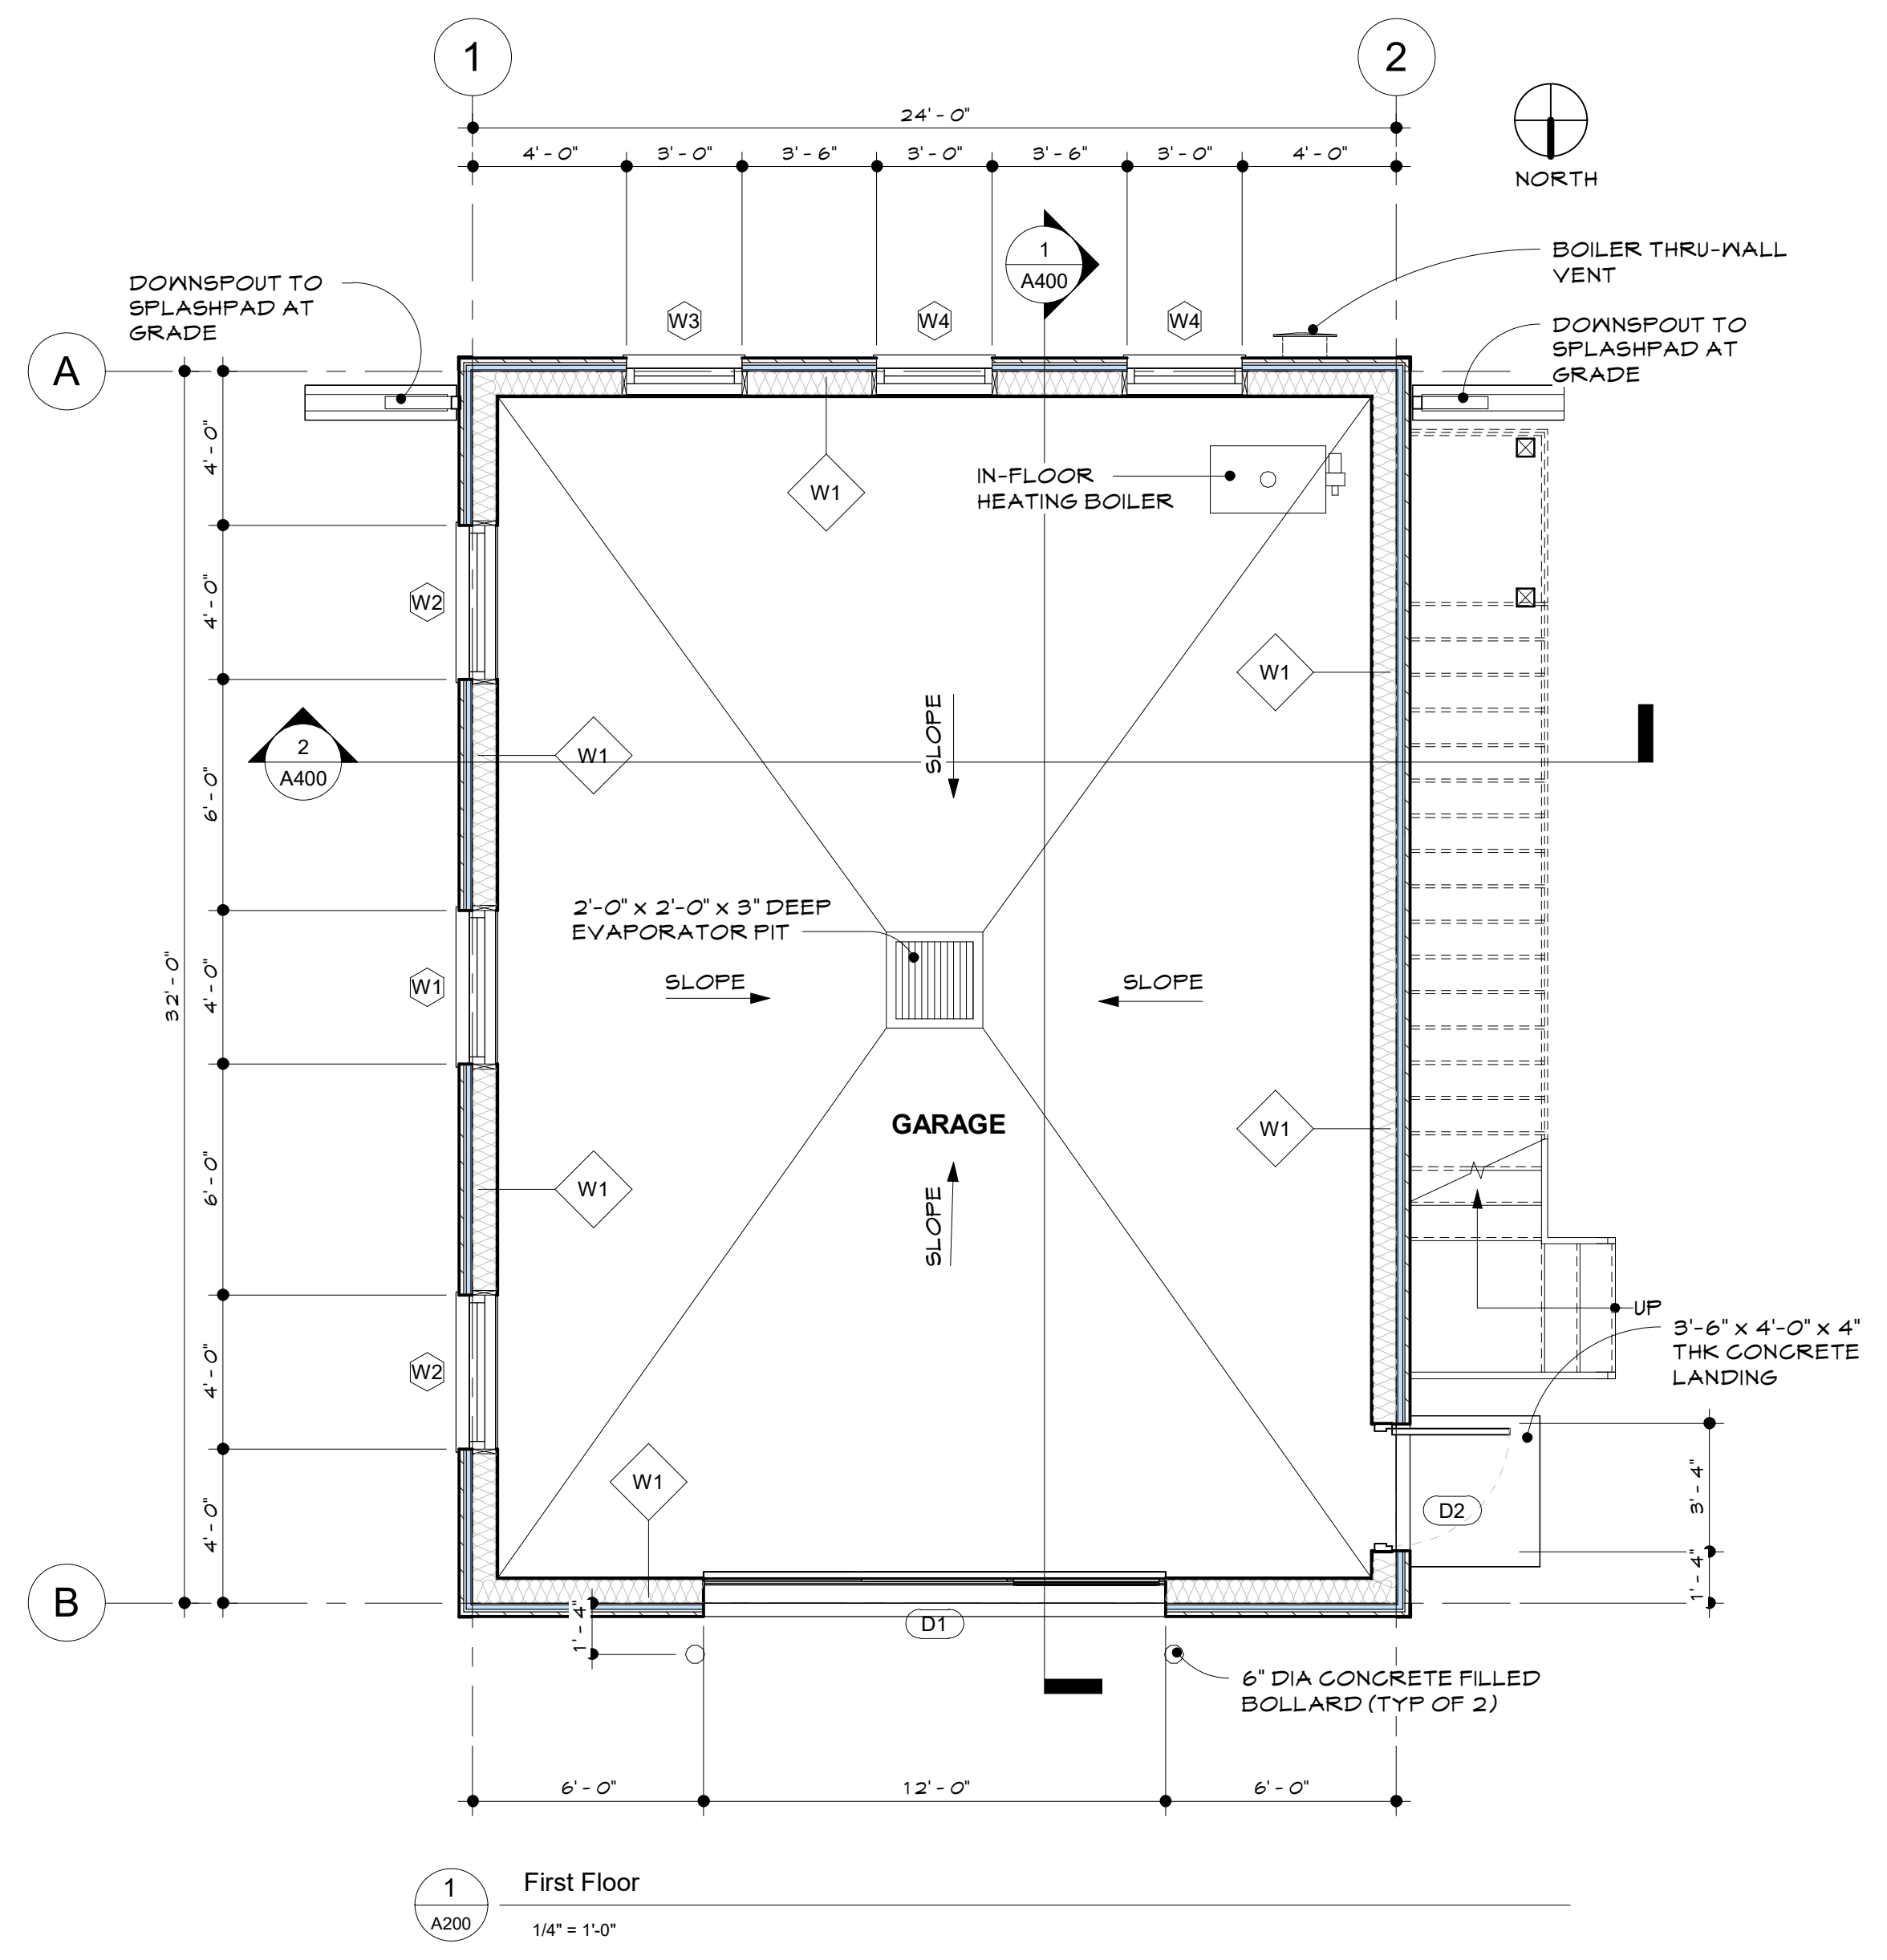 1
2
24'-0"
4'-0"
3'-0"
3'-6"
3'-0"
3'-6"
3'-0"
4'-0"
NORTH
1
A400
BOILER THRU-WALL
VENT
DOWNSPOUT TO
SPLASHPAD AT
GRADE
DOWNSPOUT TO
SPLASHPAD AT
GRADE
W3
W4
W4
A
4'-0"
IN-FLOOR
HEATING BOILER
W1
W2
4'-0"
W1
SLOPE
2
A400
W1
6'-0"
2'-0" x 2'-0" x 3" DEEP
EVAPORATOR PIT
32'-0"
4'-0"
W1
SLOPE
SLOPE
GARAGE
W1
W1
6'-0"
SLOPE
UP
3'-6" x 4'-0" x 4"
THK CONCRETE
LANDING
4'-0"
W2
W1
D2
3'-4"
4'-0"
1'-4"
B
1'-4"
D1
6" DIA CONCRETE FILLED
BOLLARD (TYP OF 2)
6'-0"
12'-0"
6'-0"
1
A200
First Floor
1/4" = 1'-0"